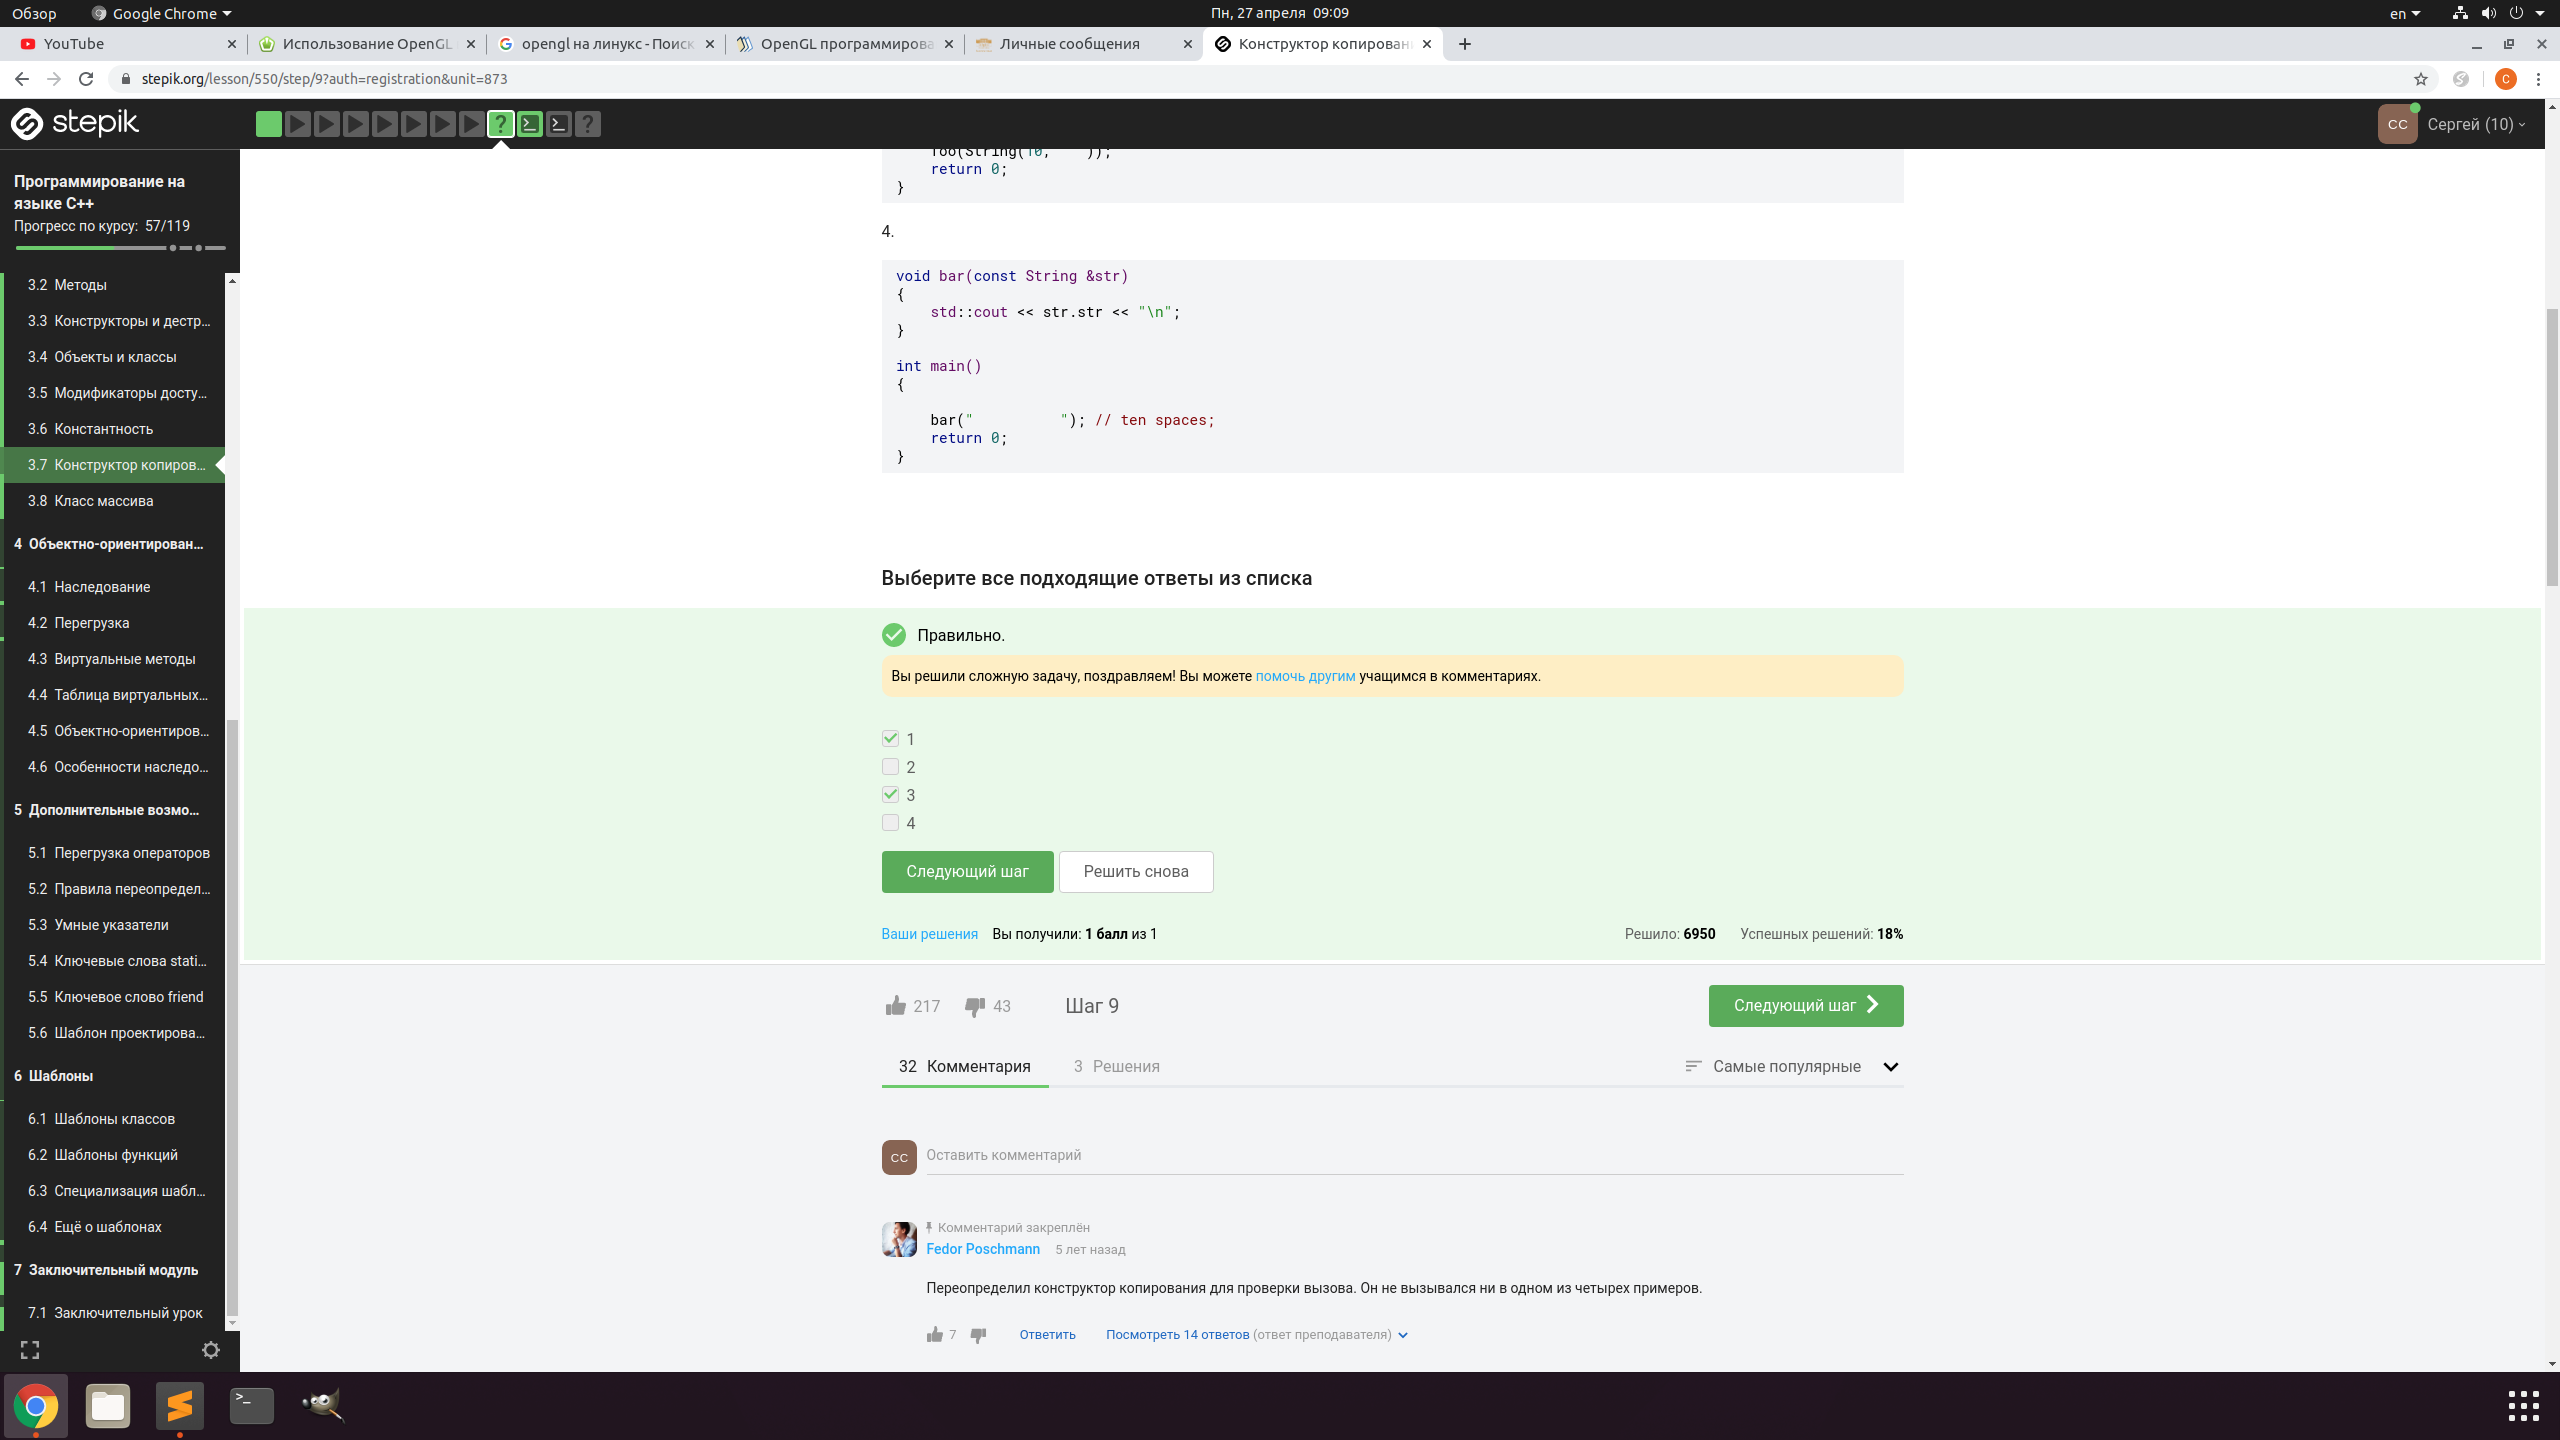 Обзор
Google Chrome
Пн, 27 апреля 09:09
en
YouTube
Использование OpenGL
opengl на линукс - Поиск
OpenGL программирова
Личные сообщения
Конструктор копирован
stepik.org/lesson/550/step/9?auth=registration&unit=873
C
stepik
CC
Сергей (10)
Программирование на
языке C++
Прогресс по курсу: 57/119
3.2 Методы
3.3 Конструкторы и дестр...
3.4 Объекты и классы
3.5 Модификаторы досту...
3.6 Константность
3.7 Конструктор копиров...
3.8 Класс массива
4 Объектно-ориентирован...
4.1 Наследование
4.2 Перегрузка
4.3 Виртуальные методы
4.4 Таблица виртуальных...
4.5 Объектно-ориентиров...
4.6 Особенности наследо...
5 Дополнительные возмо...
5.1 Перегрузка операторов
5.2 Правила переопредел...
5.3 Умные указатели
5.4 Ключевые слова stati...
5.5 Ключевое слово friend
5.6 Шаблон проектирова...
6 Шаблоны
6.1 Шаблоны классов
6.2 Шаблоны функций
6.3 Специализация шабл...
6.4 Ещё о шаблонах
7 Заключительный модуль
7.1 Заключительный урок
foo(String(10,    ));
return 0;
}
4.
void bar(const String &str)
{
std::cout << str.str << "\n";
}
int main()
{
bar("          "); // ten spaces;
return 0;
}
Выберите все подходящие ответы из списка
Правильно.
Вы решили сложную задачу, поздравляем! Вы можете помочь другим учащимся в комментариях.
1
2
3
4
Следующий шаг
Решить снова
Ваши решения
Вы получили: 1 балл из 1
Решило: 6950
Успешных решений: 18%
217
43
Шаг 9
Следующий шаг
32 Комментария
3 Решения
Самые популярные
CC
Оставить комментарий
Комментарий закреплён
Fedor Poschmann
5 лет назад
Переопределил конструктор копирования для проверки вызова. Он не вызывался ни в одном из четырех примеров.
7
Ответить
Посмотреть 14 ответов (ответ преподавателя)